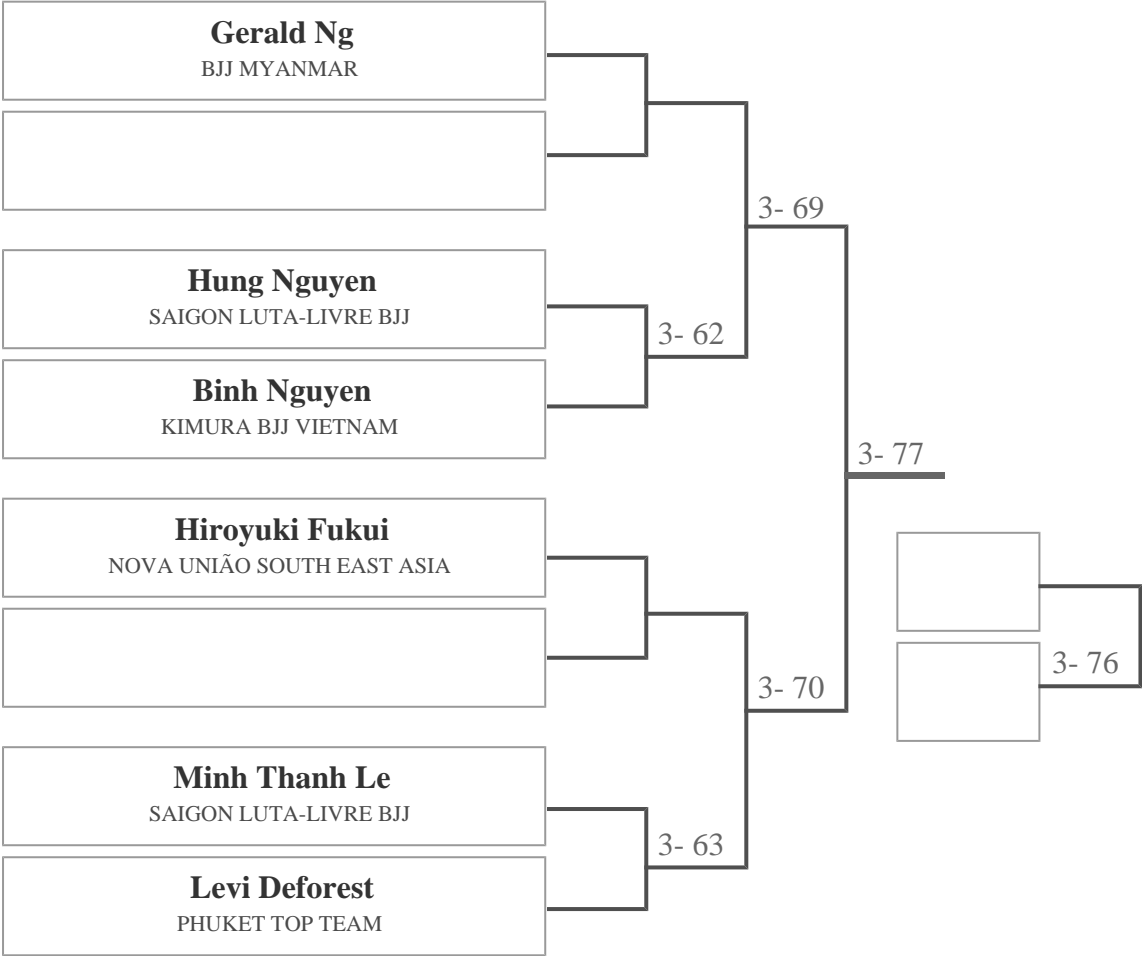 Gerald Ng
BJJ MYANMAR
3- 69
Hung Nguyen
SAIGON LUTA-LIVRE BJJ
3- 62
Binh Nguyen
KIMURA BJJ VIETNAM
3- 77
Hiroyuki Fukui
NOVA UNIÃO SOUTH EAST ASIA
3- 76
3- 70
Minh Thanh Le
SAIGON LUTA-LIVRE BJJ
3- 63
Levi Deforest
PHUKET TOP TEAM